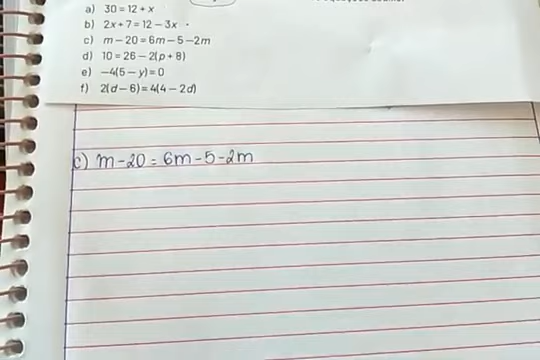 a) 30 = 12 + x
b) 2x + 7 = 12 – 3x
c) m – 20 = 6m – 5 – 2m
d) 10 = 26 – 2(p + 8)
e) –4(5 – y) = 0
f) 2(d – 6) = 4(4 – 2d)
c) m - 20 = 6m - 5 - 2m